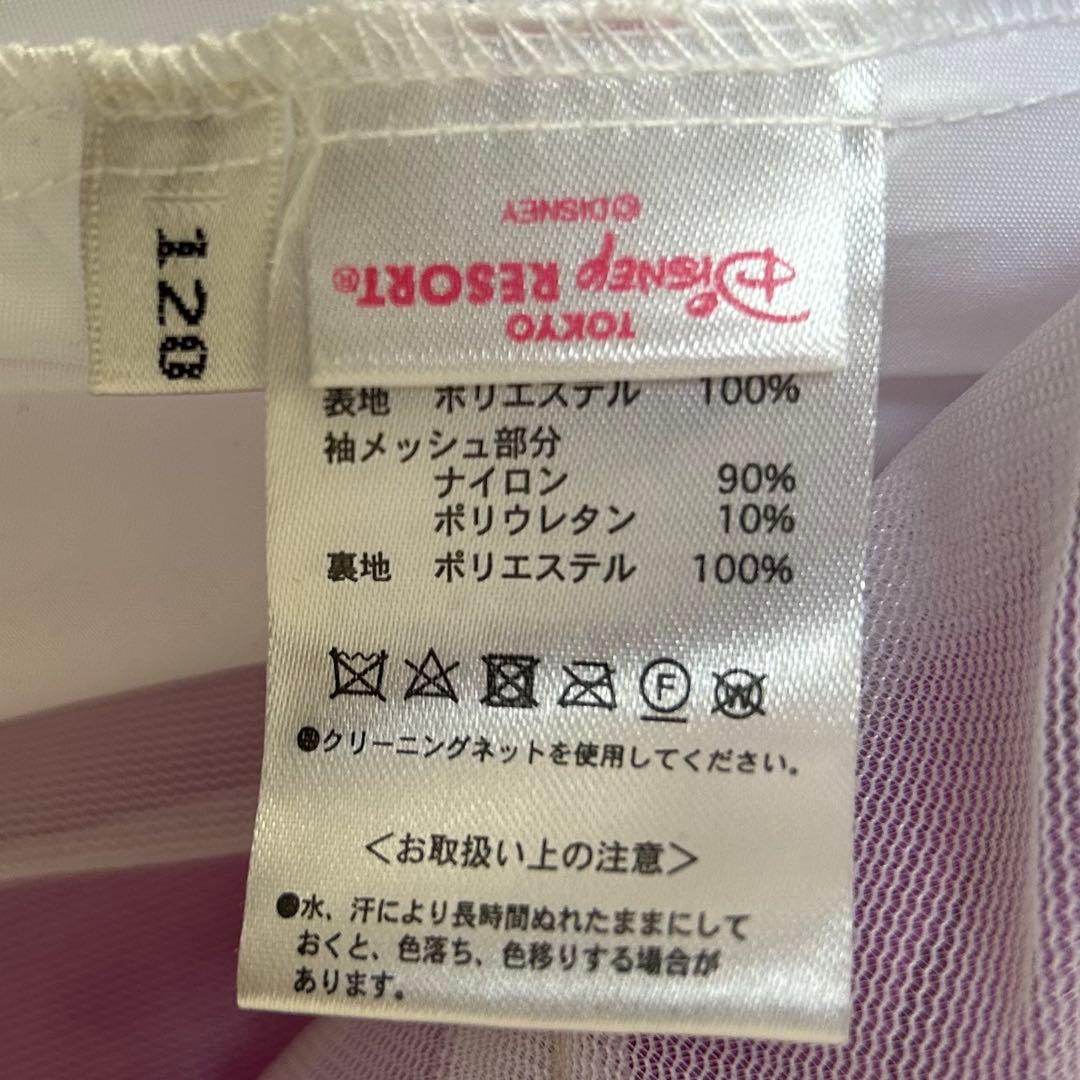 120
TOKYO
DISNEY RESORT®
©DISNEY
表地 ポリエステル 100%
袖メッシュ部分
ナイロン 90%
ポリウレタン 10%
裏地 ポリエステル 100%
F W
●クリーニングネットを使用してください。
<お取扱い上の注意>
●水、汗により長時間ぬれたままにして
おくと、色落ち、色移りする場合が
あります。